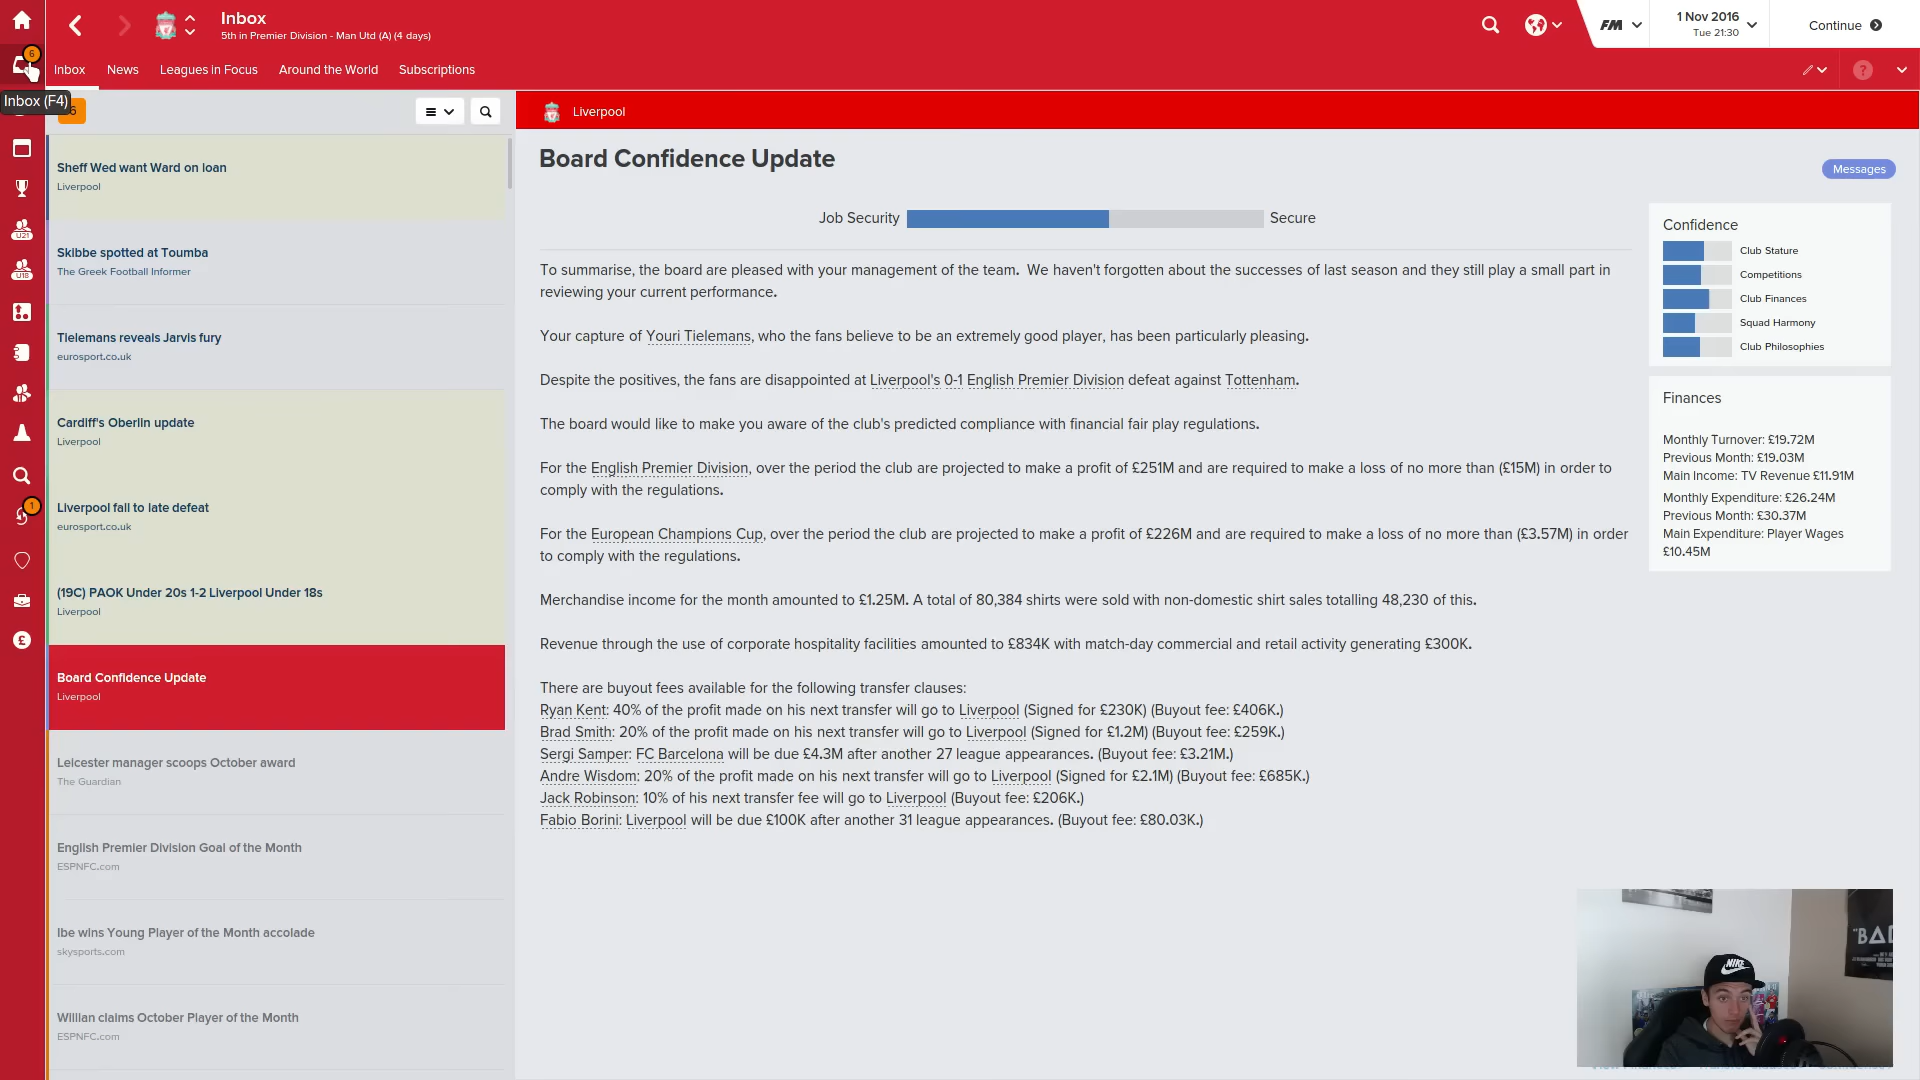 Inbox
5th in Premier Division - Man Utd (A) (4 days)
FM
1 Nov 2016
Tue 21:30
Continue
6
Inbox
News
Leagues in Focus
Around the World
Subscriptions
?
Inbox (F4)
6
Liverpool
Sheff Wed want Ward on loan
Liverpool
Skibbe spotted at Toumba
The Greek Football Informer
Tielemans reveals Jarvis fury
eurosport.co.uk
Cardiff's Oberlin update
Liverpool
Liverpool fall to late defeat
eurosport.co.uk
(19C) PAOK Under 20s 1-2 Liverpool Under 18s
Liverpool
Board Confidence Update
Liverpool
Leicester manager scoops October award
The Guardian
English Premier Division Goal of the Month
ESPNFC.com
Ibe wins Young Player of the Month accolade
skysports.com
Willian claims October Player of the Month
ESPNFC.com
U21
U18
1
£
Board Confidence Update
Messages
Job Security
Secure
To summarise, the board are pleased with your management of the team.  We haven't forgotten about the successes of last season and they still play a small part in
reviewing your current performance.
Your capture of Youri Tielemans, who the fans believe to be an extremely good player, has been particularly pleasing.
Despite the positives, the fans are disappointed at Liverpool's 0-1 English Premier Division defeat against Tottenham.
The board would like to make you aware of the club's predicted compliance with financial fair play regulations.
For the English Premier Division, over the period the club are projected to make a profit of £251M and are required to make a loss of no more than (£15M) in order to
comply with the regulations.
For the European Champions Cup, over the period the club are projected to make a profit of £226M and are required to make a loss of no more than (£3.57M) in order
to comply with the regulations.
Merchandise income for the month amounted to £1.25M. A total of 80,384 shirts were sold with non-domestic shirt sales totalling 48,230 of this.
Revenue through the use of corporate hospitality facilities amounted to £834K with match-day commercial and retail activity generating £300K.
There are buyout fees available for the following transfer clauses:
Ryan Kent: 40% of the profit made on his next transfer will go to Liverpool (Signed for £230K) (Buyout fee: £406K.)
Brad Smith: 20% of the profit made on his next transfer will go to Liverpool (Signed for £1.2M) (Buyout fee: £259K.)
Sergi Samper: FC Barcelona will be due £4.3M after another 27 league appearances. (Buyout fee: £3.21M.)
Andre Wisdom: 20% of the profit made on his next transfer will go to Liverpool (Signed for £2.1M) (Buyout fee: £685K.)
Jack Robinson: 10% of his next transfer fee will go to Liverpool (Buyout fee: £206K.)
Fabio Borini: Liverpool will be due £100K after another 31 league appearances. (Buyout fee: £80.03K.)
Confidence
Club Stature
Competitions
Club Finances
Squad Harmony
Club Philosophies
Finances
Monthly Turnover: £19.72M
Previous Month: £19.03M
Main Income: TV Revenue £11.91M
Monthly Expenditure: £26.24M
Previous Month: £30.37M
Main Expenditure: Player Wages
£10.45M
NIKE